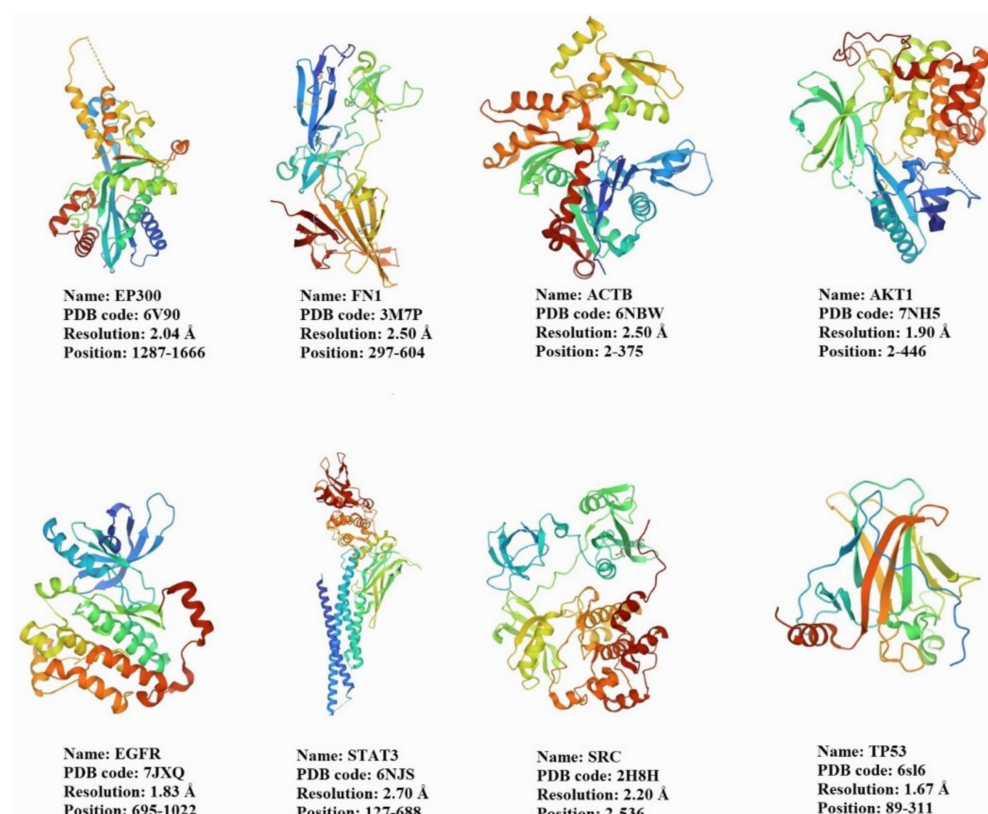 Name: EP300
PDB code: 6V90
Resolution: 2.04 Å
Position: 1287-1666
Name: FN1
PDB code: 3M7P
Resolution: 2.50 Å
Position: 297-604
Name: ACTB
PDB code: 6NBW
Resolution: 2.50 Å
Position: 2-375
Name: AKT1
PDB code: 7NH5
Resolution: 1.90 Å
Position: 2-446
Name: EGFR
PDB code: 7JXQ
Resolution: 1.83 Å
Position: 695-1022
Name: STAT3
PDB code: 6NJS
Resolution: 2.70 Å
Position: 127-688
Name: SRC
PDB code: 2H8H
Resolution: 2.20 Å
Position: 2-536
Name: TP53
PDB code: 6sl6
Resolution: 1.67 Å
Position: 89-311